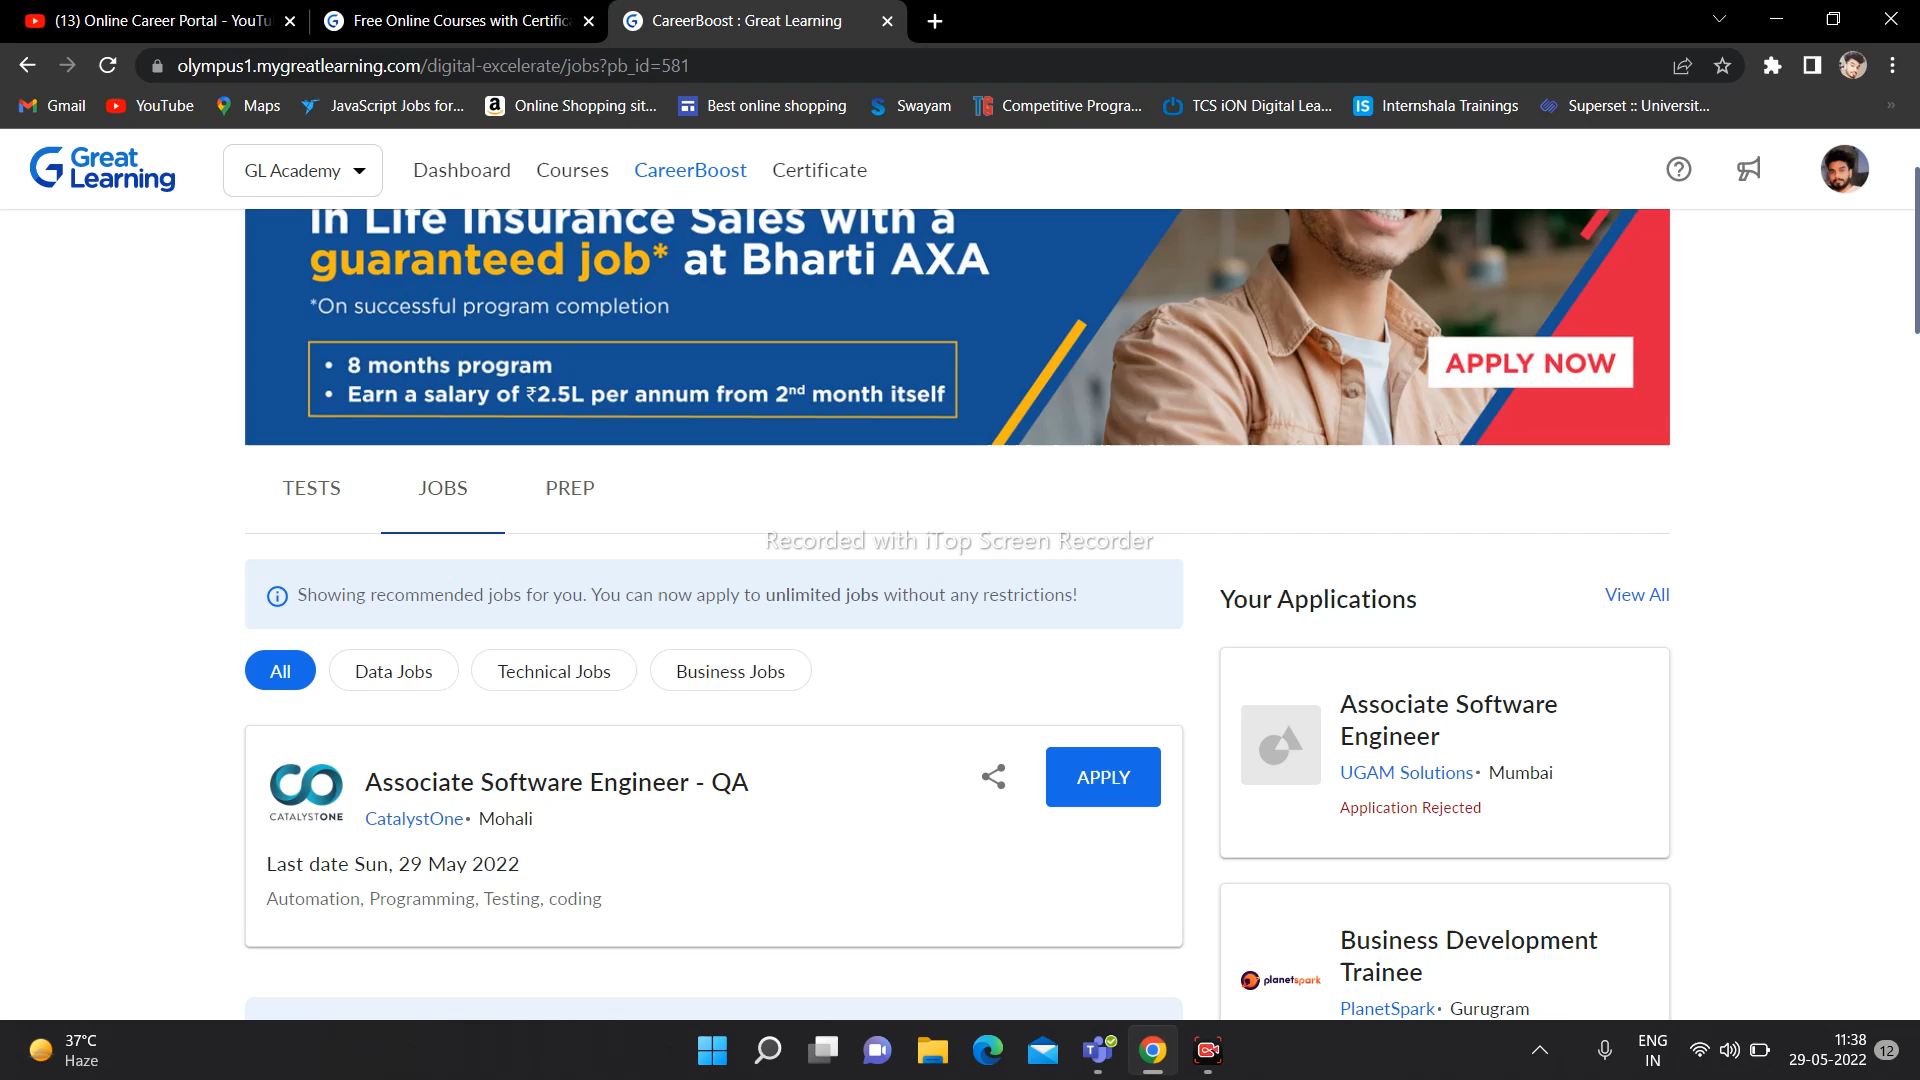 (13) Online Career Portal - YouTu
Free Online Courses with Certific
CareerBoost : Great Learning
olympus1.mygreatlearning.com/digital-excelerate/jobs?pb_id=581
Gmail
YouTube
Maps
JavaScript Jobs for...
Online Shopping sit...
Best online shopping
Swayam
Competitive Progra...
TCS iON Digital Lea...
Internshala Trainings
Superset :: Universit...
Great
Learning
GL Academy
Dashboard
Courses
CareerBoost
Certificate
in Life Insurance Sales with a
guaranteed job* at Bharti AXA
*On successful program completion
• 8 months program
• Earn a salary of ₹2.5L per annum from 2nd month itself
APPLY NOW
TESTS
JOBS
PREP
Recorded with iTop Screen Recorder
Showing recommended jobs for you. You can now apply to unlimited jobs without any restrictions!
All
Data Jobs
Technical Jobs
Business Jobs
CATALYSTONE
Associate Software Engineer - QA
CatalystOne• Mohali
APPLY
Last date Sun, 29 May 2022
Automation, Programming, Testing, coding
Your Applications
View All
Associate Software
Engineer
UGAM Solutions• Mumbai
Application Rejected
planetspark
Business Development
Trainee
PlanetSpark• Gurugram
37°C
Haze
ENG
IN
11:38
29-05-2022
12